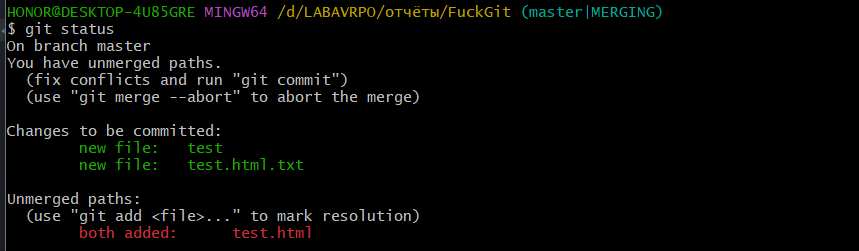 HONOR@DESKTOP-4U85GRE MINGW64 /d/LABAVRPO/отчёты/FuckGit (master|MERGING)
$ git status
On branch master
You have unmerged paths.
  (fix conflicts and run "git commit")
  (use "git merge --abort" to abort the merge)

Changes to be committed:
        new file:   test
        new file:   test.html.txt

Unmerged paths:
  (use "git add <file>..." to mark resolution)
        both added:      test.html